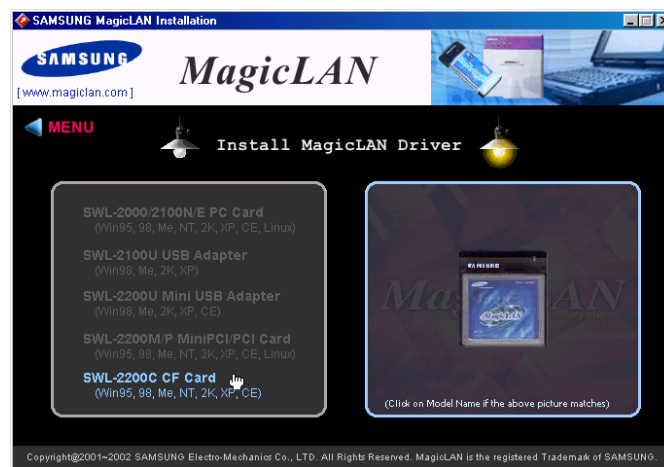 SAMSUNG MagicLAN Installation
SAMSUNG
[ www.magiclan.com ]
MagicLAN
MENU
Install MagicLAN Driver
SWL-2000/2100N/E PC Card
(Win95, 98, Me, NT, 2K, XP, CE, Linux)
SWL-2100U USB Adapter
(Win98, Me, 2K, XP)
SWL-2200U Mini USB Adapter
(Win98, Me, 2K, XP, CE)
SWL-2200M/P MiniPCI/PCI Card
(Win95, 98, Me, NT, 2K, XP, CE, Linux)
SWL-2200C CF Card
(Win95, 98, Me, NT, 2K, XP, CE)
SAMSUNG
MagicLAN
(Click on Model Name if the above picture matches)
Copyright@2001~2002 SAMSUNG Electro-Mechanics Co., LTD. All Rights Reserved. MagicLAN is the registered Trademark of SAMSUNG.